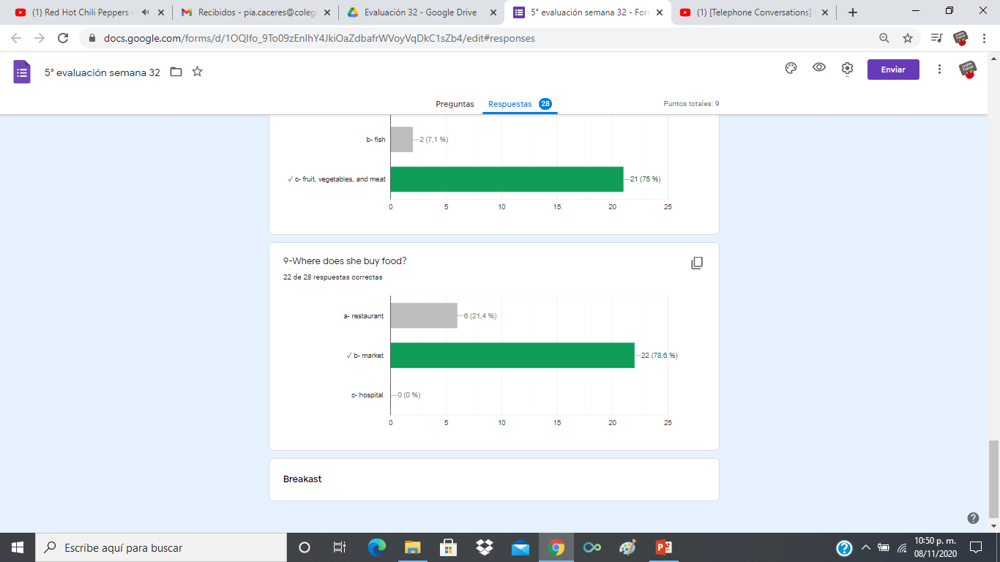 (1) Red Hot Chili Peppers -
Recibidos - pia.caceres@coleg
Evaluación 32 - Google Drive
5° evaluación semana 32 - For
(1) [Telephone Conversations]
docs.google.com/forms/d/1OQlfo_9To09zEnlhY4JkiOaZdbafrWVoyVqDkC1sZb4/edit#responses
5° evaluación semana 32
Enviar
Preguntas
Respuestas 28
Puntos totales: 9
b- fish
2 (7,1 %)
✓ c- fruit, vegetables, and meat
21 (75 %)
0 5 10 15 20 25
9-Where does she buy food?
22 de 28 respuestas correctas
a- restaurant
6 (21,4 %)
✓ b- market
22 (78,6 %)
c- hospital
0 (0 %)
0 5 10 15 20 25
Breakast
Escribe aquí para buscar
10:50 p. m.
08/11/2020